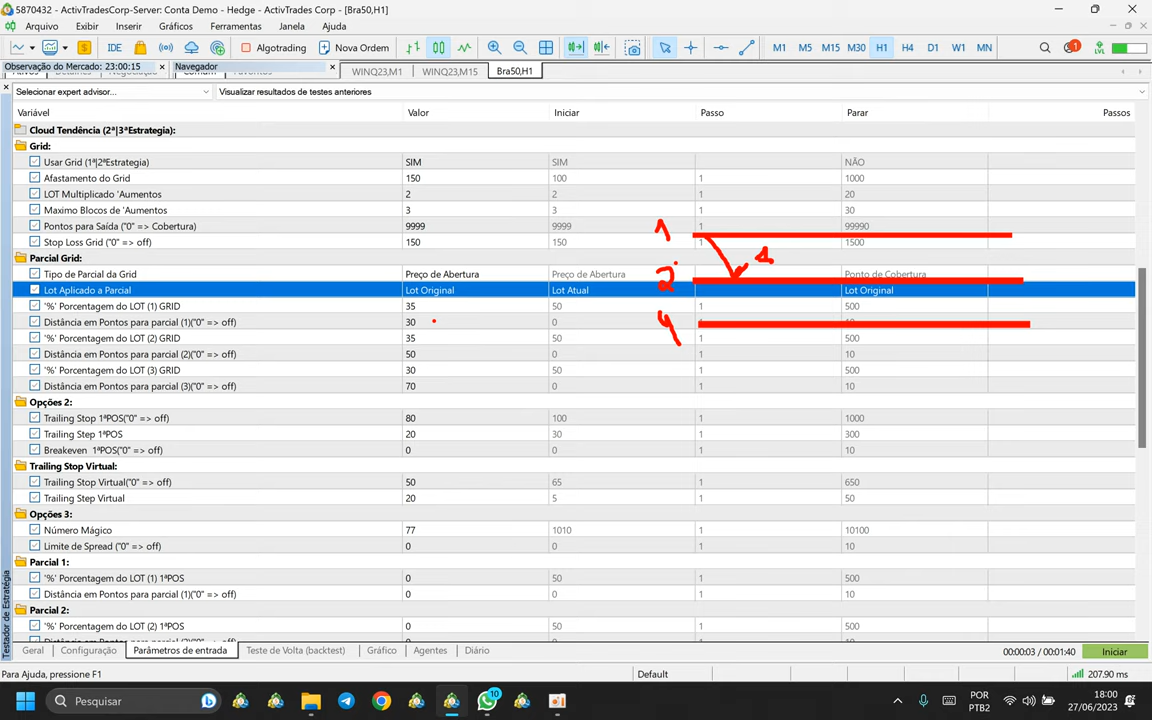 5870432 - ActivTradesCorp-Server: Conta Demo - Hedge - ActivTrades Corp - [Bra50,H1]
Arquivo Exibir Inserir Gráficos Ferramentas Janela Ajuda
IDE Algotrading Nova Ordem M1 M5 M15 M30 H1 H4 D1 W1 MN 1 LVL
Observação do Mercado: 23:00:15 Navegador
WINQ23,M1 WINQ23,M15 Bra50,H1
Selecionar expert advisor... Visualizar resultados de testes anteriores
Variável Valor Iniciar Passo Parar Passos
Cloud Tendência (2ª|3ªEstrategia):
Grid:
Usar Grid (1ª|2ªEstrategia) SIM SIM NÃO
Afastamento do Grid 150 100 1 1000
LOT Multiplicado 'Aumentos 2 2 1 20
Maximo Blocos de 'Aumentos 3 3 1 30
Pontos para Saída ("0" => Cobertura) 9999 9999 1 99990
1
Stop Loss Grid ("0" => off) 150 150 1 1500
Parcial Grid:
Tipo de Parcial da Grid Preço de Abertura Preço de Abertura Ponto de Cobertura
2
Lot Aplicado a Parcial Lot Original Lot Atual Lot Original
'%' Porcentagem do LOT (1) GRID 35 50 1 500
Distância em Pontos para parcial (1)("0" => off) 30 0
4
'%' Porcentagem do LOT (2) GRID 35 50 1 500
Distância em Pontos para parcial (2)("0" => off) 50 0 1 10
'%' Porcentagem do LOT (3) GRID 30 50 1 500
Distância em Pontos para parcial (3)("0" => off) 70 0 1 10
Opções 2:
Trailing Stop 1ªPOS("0" => off) 80 100 1 1000
Trailing Step 1ªPOS 20 30 1 300
Breakeven 1ªPOS("0" => off) 0 0 1 10
Trailing Stop Virtual:
Trailing Stop Virtual("0" => off) 50 65 1 650
Trailing Step Virtual 20 5 1 50
Opções 3:
Número Mágico 77 1010 1 10100
Limite de Spread ("0" => off) 0 0 1 10
Parcial 1:
'%' Porcentagem do LOT (1) 1ªPOS 0 50 1 500
Distância em Pontos para parcial (1)("0" => off) 0 0 1 10
Parcial 2:
'%' Porcentagem do LOT (2) 1ªPOS 0 50 1 500
Testador de Estratégia
Geral Configuração Parâmetros de entrada Teste de Volta (backtest) Gráfico Agentes Diário 00:00:03 / 00:01:40 Iniciar
Para Ajuda, pressione F1 Default 207.90 ms
Pesquisar 10 POR PTB2 18:00 27/06/2023